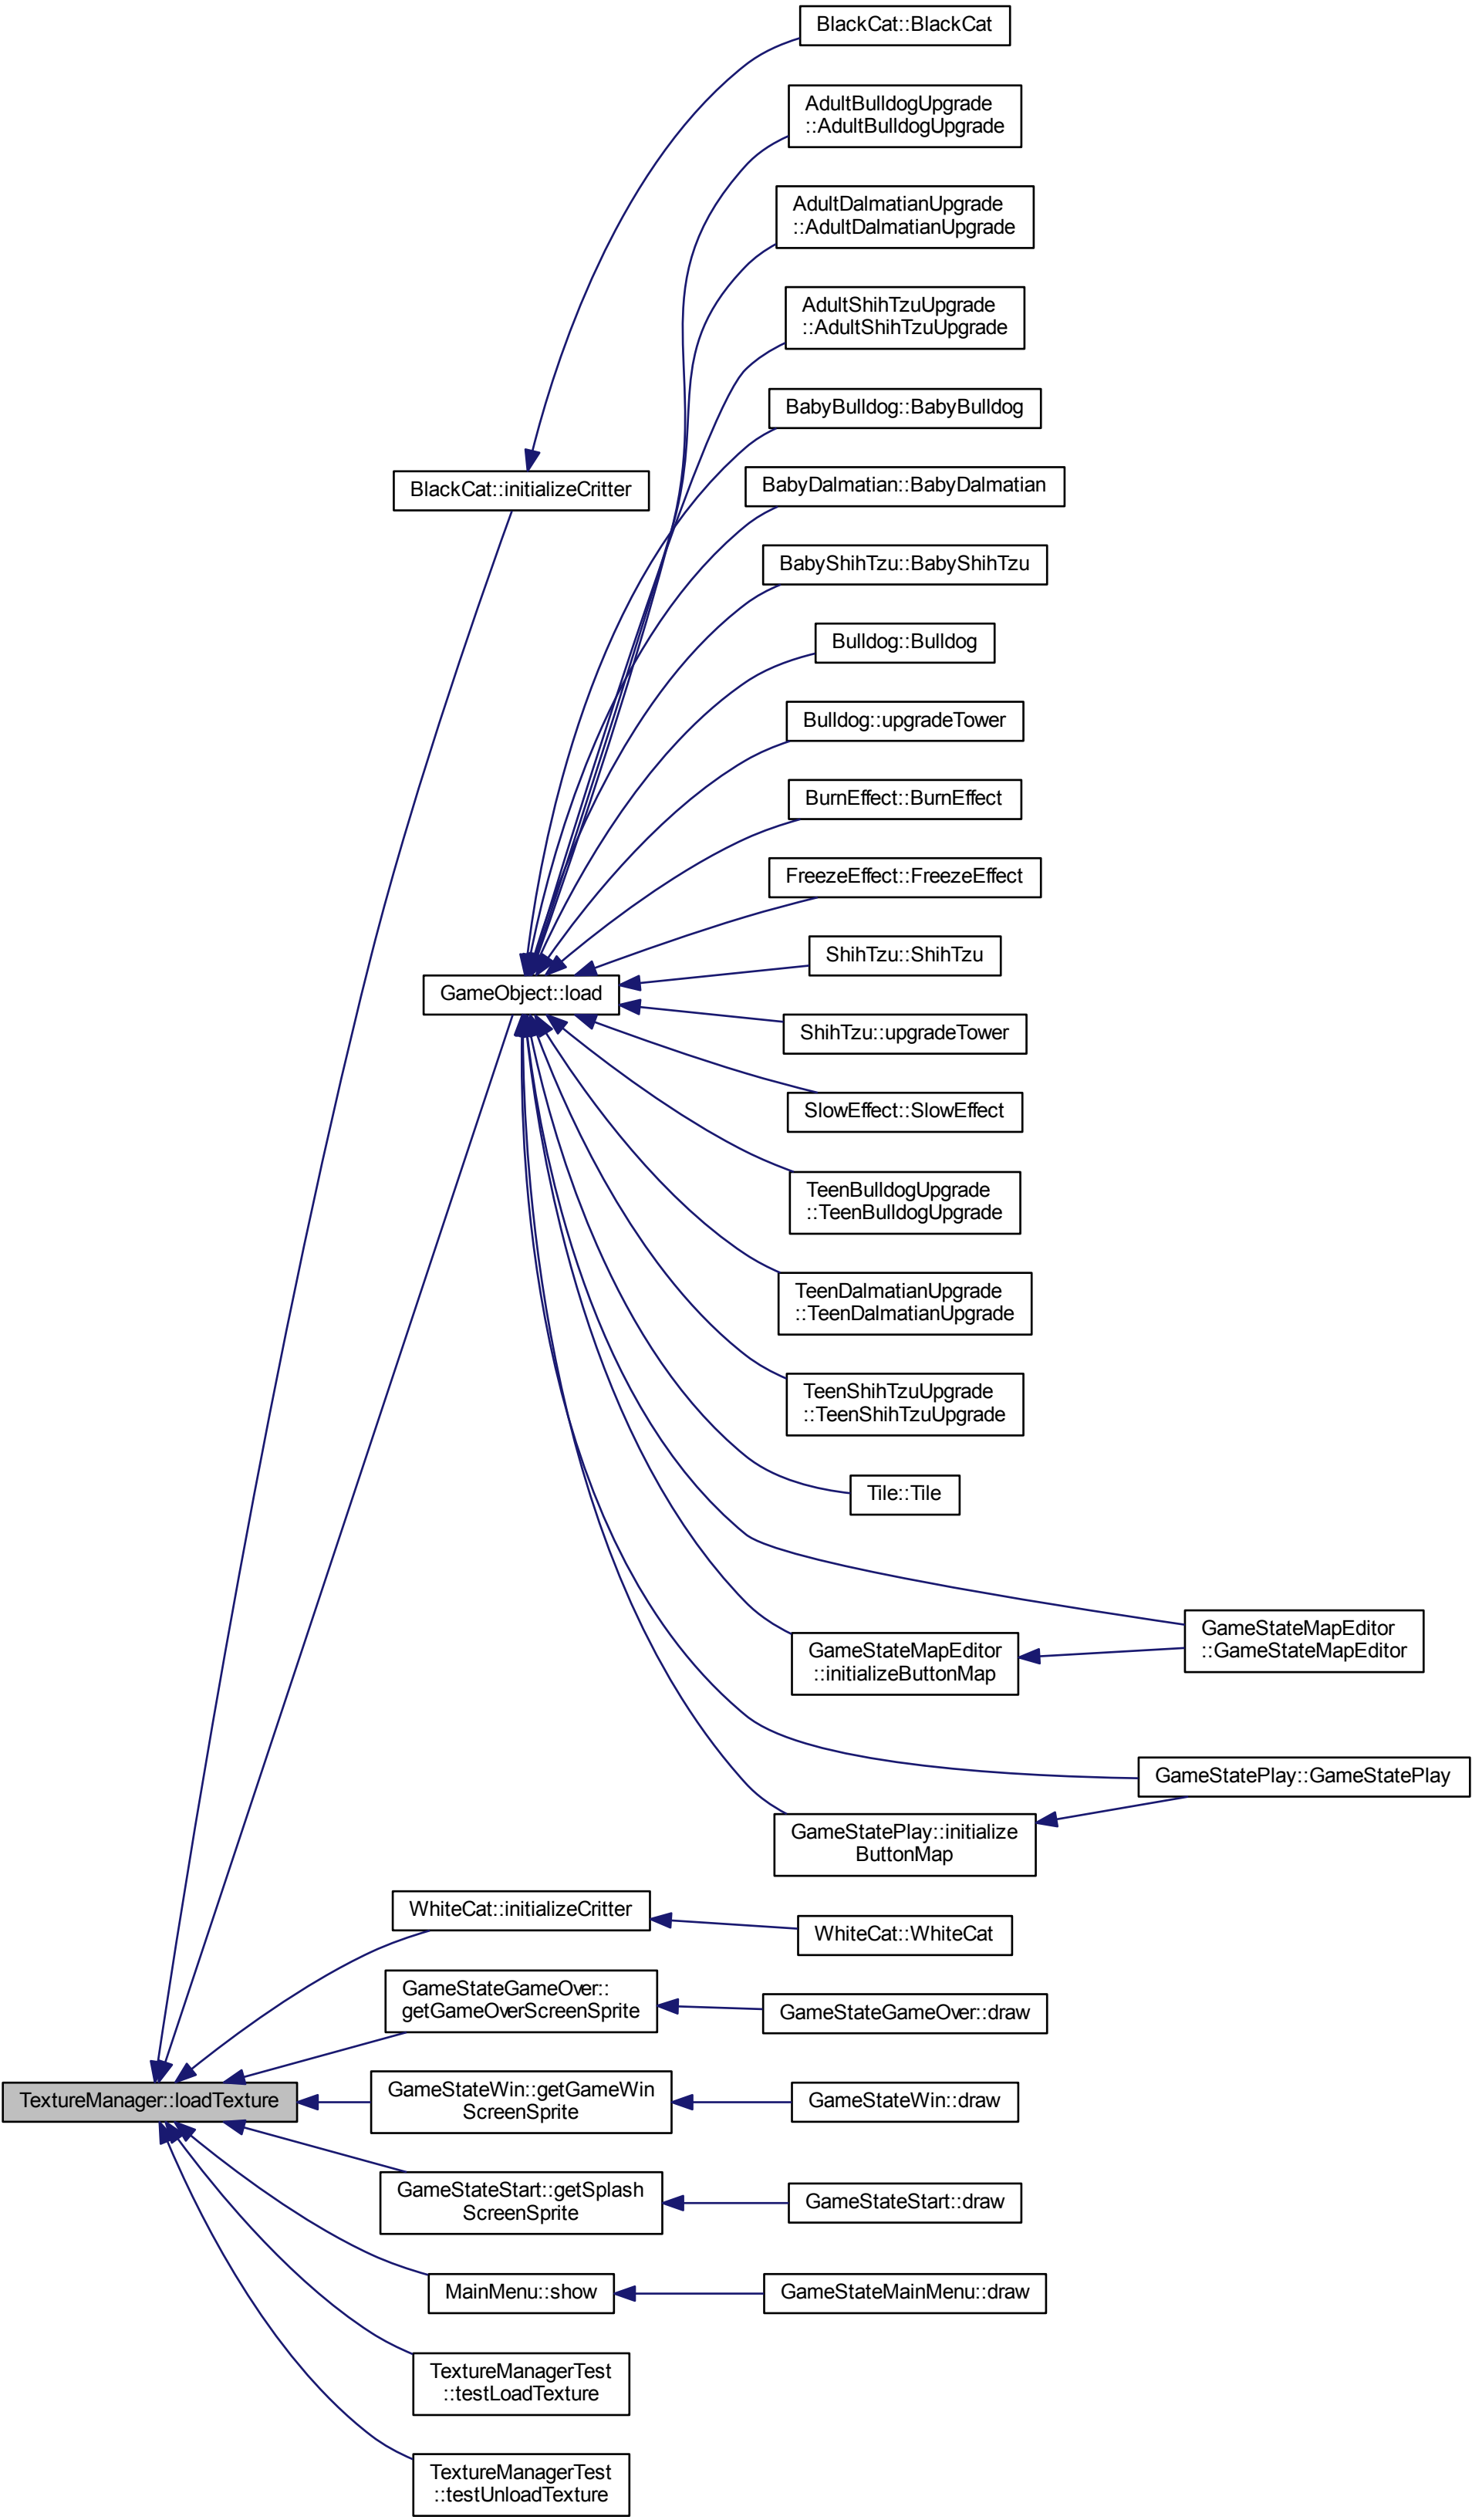 BlackCat::BlackCat
AdultBulldogUpgrade
::AdultBulldogUpgrade
AdultDalmatianUpgrade
::AdultDalmatianUpgrade
AdultShihTzuUpgrade
::AdultShihTzuUpgrade
BabyBulldog::BabyBulldog
BlackCat::initializeCritter
BabyDalmatian::BabyDalmatian
BabyShihTzu::BabyShihTzu
Bulldog::Bulldog
Bulldog::upgradeTower
BurnEffect::BurnEffect
FreezeEffect::FreezeEffect
ShihTzu::ShihTzu
GameObject::load
ShihTzu::upgradeTower
SlowEffect::SlowEffect
TeenBulldogUpgrade
::TeenBulldogUpgrade
TeenDalmatianUpgrade
::TeenDalmatianUpgrade
TeenShihTzuUpgrade
::TeenShihTzuUpgrade
Tile::Tile
GameStateMapEditor
::GameStateMapEditor
GameStateMapEditor
::initializeButtonMap
GameStatePlay::GameStatePlay
GameStatePlay::initialize
ButtonMap
WhiteCat::initializeCritter
WhiteCat::WhiteCat
GameStateGameOver::
getGameOverScreenSprite
GameStateGameOver::draw
TextureManager::loadTexture
GameStateWin::getGameWin
ScreenSprite
GameStateWin::draw
GameStateStart::getSplash
ScreenSprite
GameStateStart::draw
MainMenu::show
GameStateMainMenu::draw
TextureManagerTest
::testLoadTexture
TextureManagerTest
::testUnloadTexture